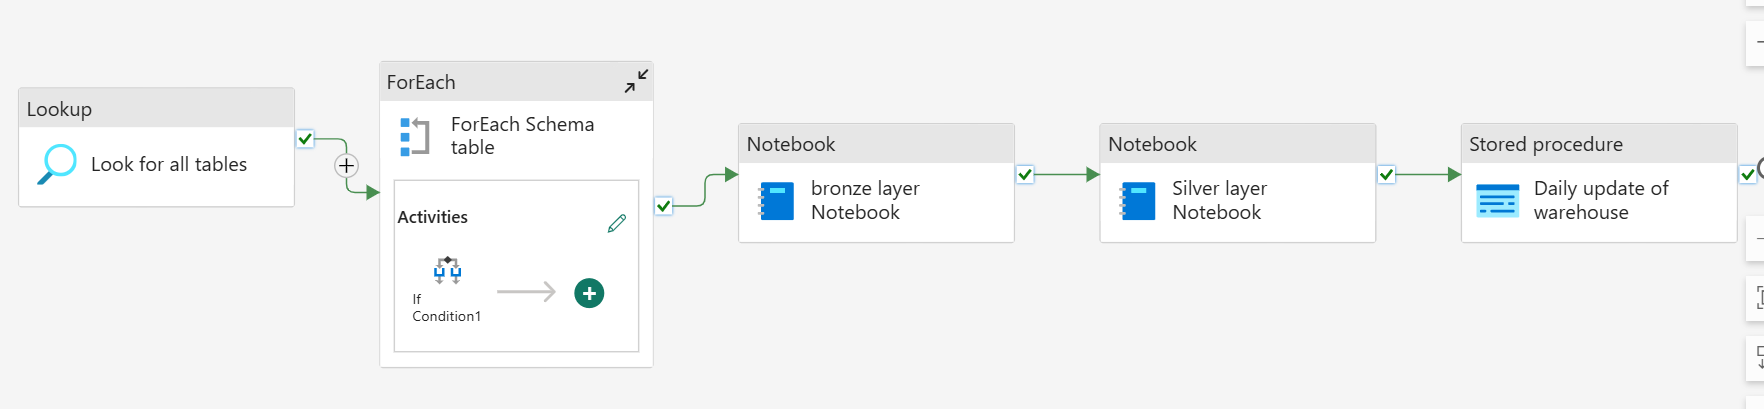 Lookup
Look for all tables
ForEach
ForEach Schema
table
Activities
If
Condition1
Notebook
bronze layer
Notebook
Notebook
Silver layer
Notebook
Stored procedure
Daily update of
warehouse